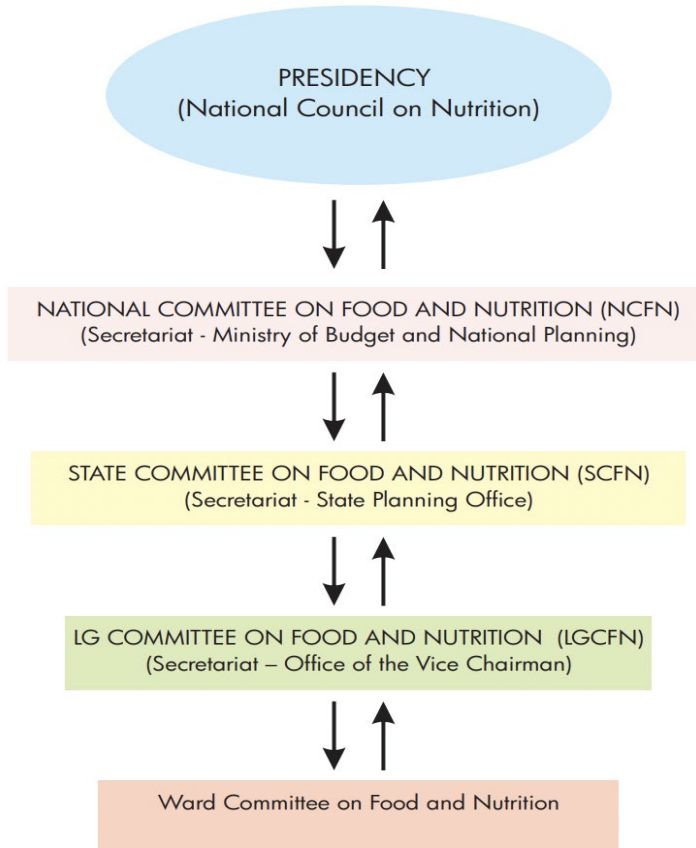 PRESIDENCY
(National Council on Nutrition)
NATIONAL COMMITTEE ON FOOD AND NUTRITION (NCFN)
(Secretariat - Ministry of Budget and National Planning)
STATE COMMITTEE ON FOOD AND NUTRITION (SCFN)
(Secretariat - State Planning Office)
LG COMMITTEE ON FOOD AND NUTRITION (LGCFN)
(Secretariat – Office of the Vice Chairman)
Ward Committee on Food and Nutrition